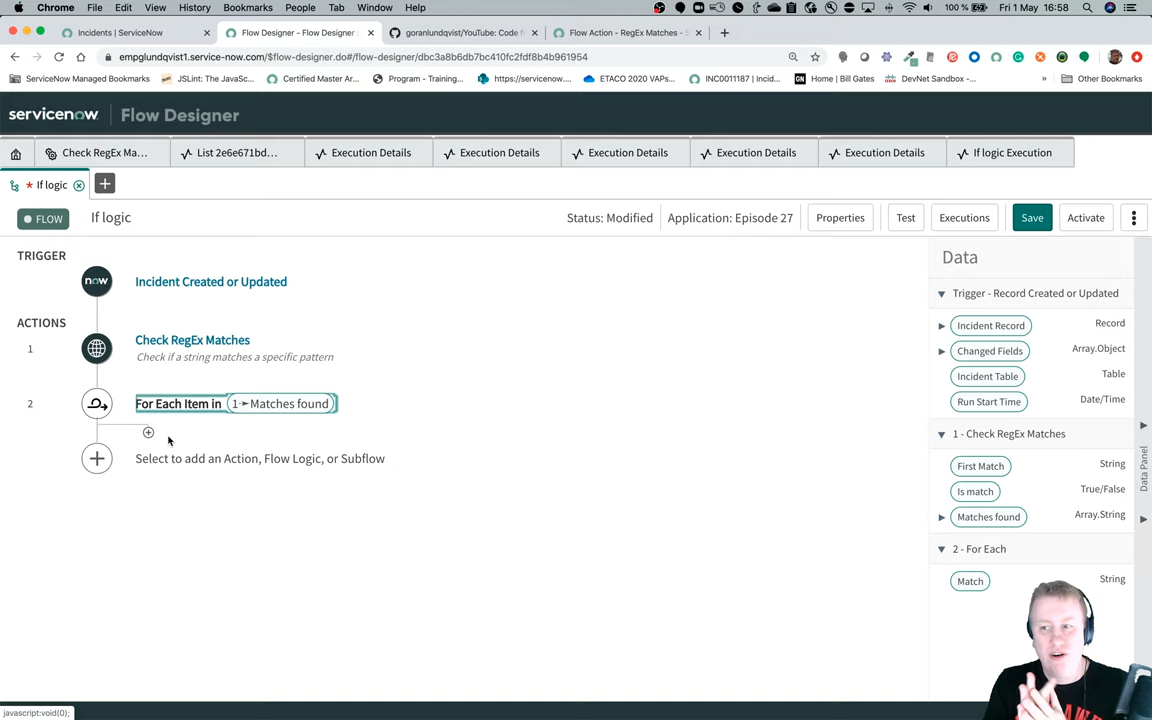 Chrome File Edit View History Bookmarks People Tab Window Help 100 % Fri 1 May 16:58
Incidents | ServiceNow
Flow Designer - Flow Designer
goranlundqvist/YouTube: Code f
Flow Action - RegEx Matches - S
empglundqvist1.service-now.com/$flow-designer.do#/flow-designer/dbc3a8b6db7bc410fc2fd3c4b9961954
ServiceNow Managed Bookmarks
JSLint: The JavaSc...
Certified Master Ar...
Program - Training...
https://servicenow....
ETACO 2020 VAPs...
INC0011187 | Incid...
GN Home | Bill Gates
DevNet Sandbox -...
»
Other Bookmarks
servicenow Flow Designer
Check RegEx Ma...
List 2e6e671bd...
Execution Details
Execution Details
Execution Details
Execution Details
Execution Details
If logic Execution
* If logic
FLOW
If logic
Status: Modified
Application: Episode 27
Properties
Test
Executions
Save
Activate
TRIGGER
now Incident Created or Updated
ACTIONS
1 Check RegEx Matches
Check if a string matches a specific pattern
2 For Each Item in 1➛Matches found
Select to add an Action, Flow Logic, or Subflow
Data
Trigger - Record Created or Updated
Incident Record Record
Changed Fields Array.Object
Incident Table Table
Run Start Time Date/Time
1 - Check RegEx Matches
First Match String
Is match True/False
Matches found Array.String
2 - For Each
Match String
Data Panel
javascript:void(0);